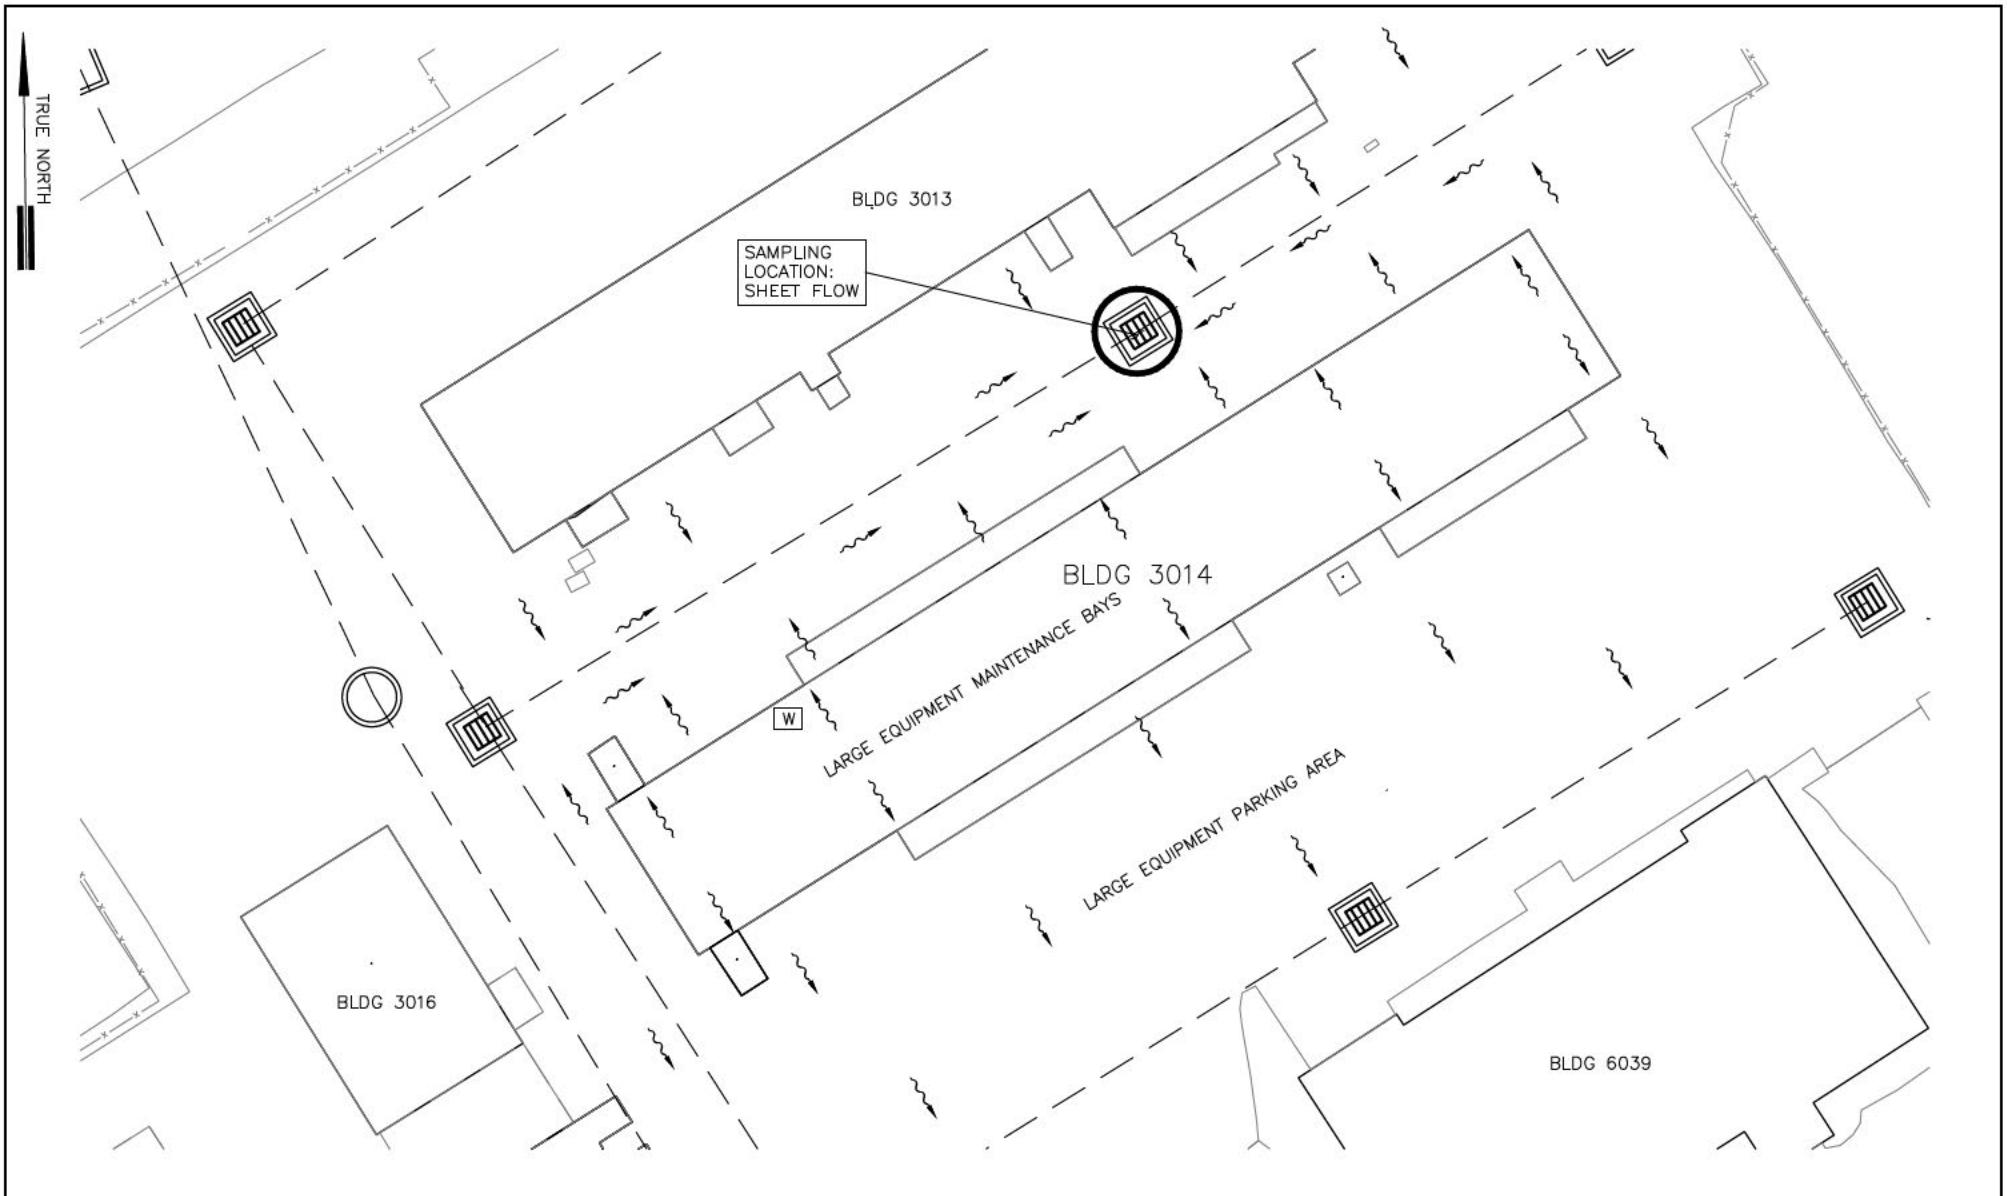 TRUE NORTH
BLDG 3013
SAMPLING
LOCATION:
SHEET FLOW
BLDG 3014
LARGE EQUIPMENT MAINTENANCE BAYS
W
LARGE EQUIPMENT PARKING AREA
BLDG 3016
BLDG 6039